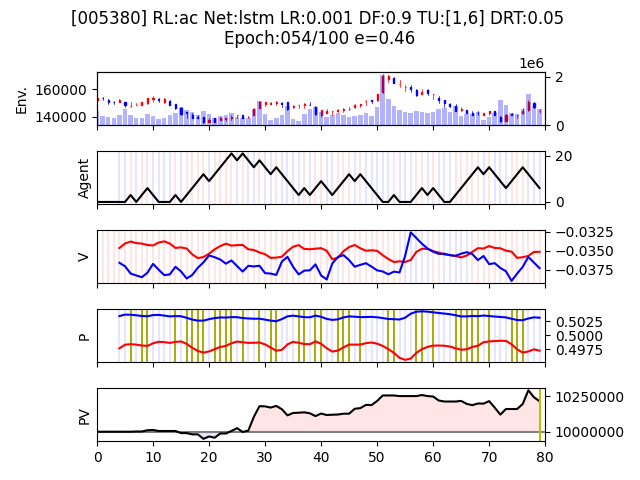 [005380] RL:ac Net:lstm LR:0.001 DF:0.9 TU:[1,6] DRT:0.05
Epoch:054/100 e=0.46
1e6
Env.
160000
140000
2
0
Agent
20
0
V
−0.0325
−0.0350
−0.0375
P
0.5025
0.5000
0.4975
PV
10250000
10000000
0 10 20 30 40 50 60 70 80